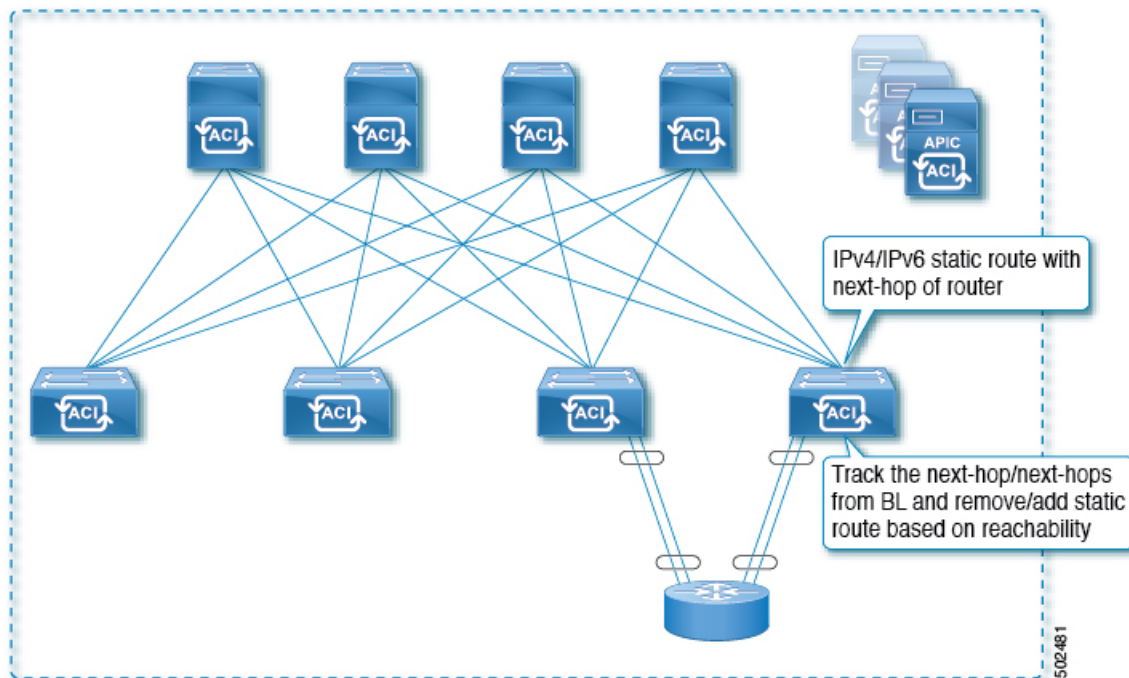 ACI
ACI
ACI
ACI
APIC
ACI
IPv4/IPv6 static route with
next-hop of router
ACI
ACI
ACI
ACI
Track the next-hop/next-hops
from BL and remove/add static
route based on reachability
502481